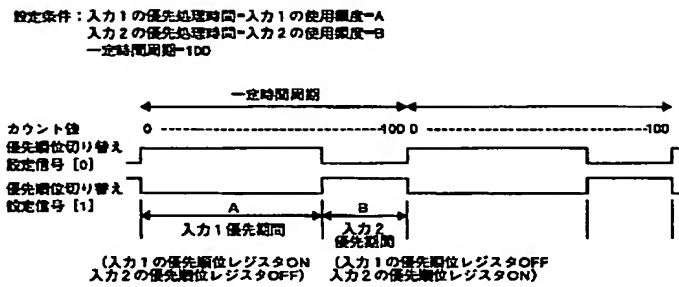 設定条件：入力1の優先処理時間=入力1の使用頻度=A
入力2の優先処理時間=入力2の使用頻度=B
一定時間周期=100
一定時間周期
カウント値 0 100 0 100
優先順位切り替え
設定信号 [0]
優先順位切り替え
設定信号 [1]
A B
入力1優先期間 入力2
優先期間
(入力1の優先順位レジスタON (入力1の優先順位レジスタOFF
入力2の優先順位レジスタOFF) 入力2の優先順位レジスタON)